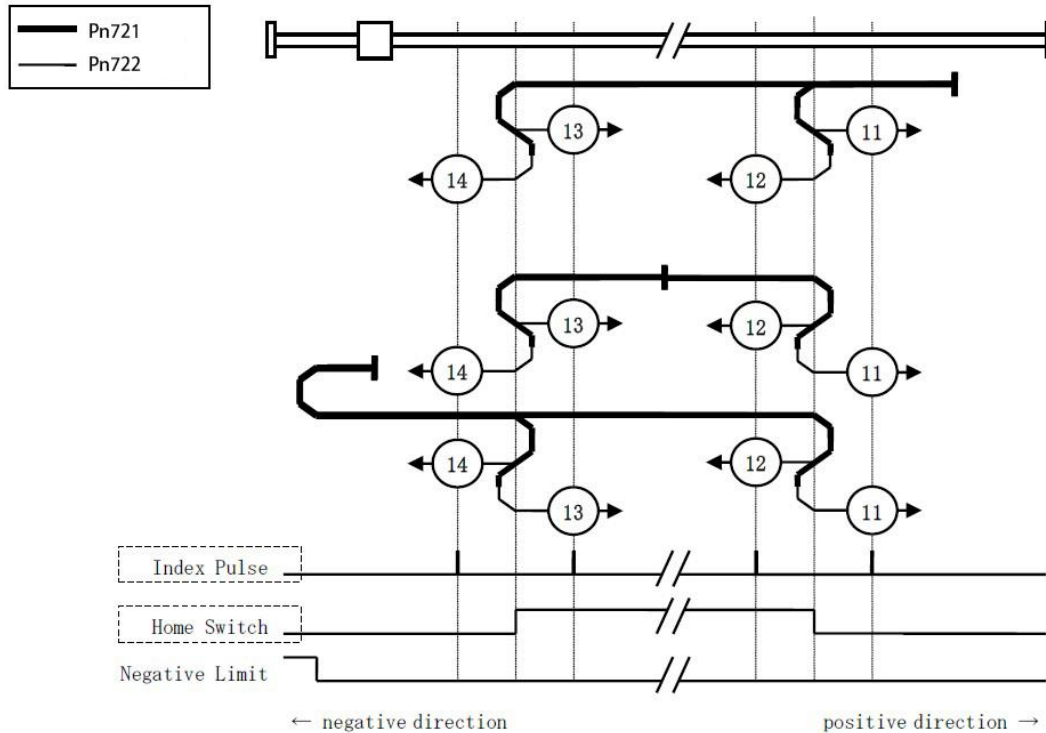 Pn721
Pn722
13
11
14
12
13
12
14
11
14
12
13
11
Index Pulse
Home Switch
Negative Limit
← negative direction
positive direction →